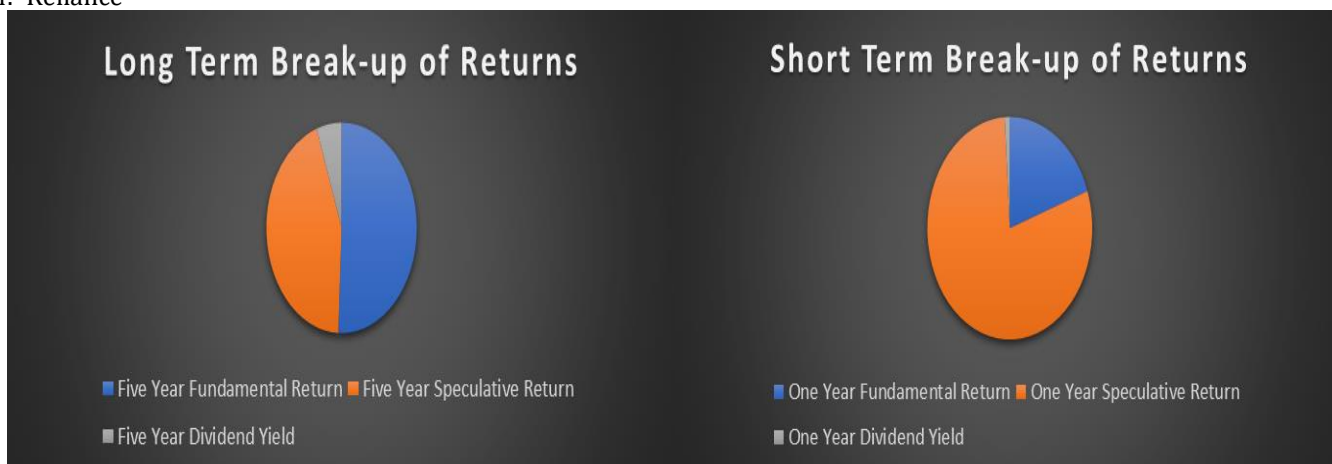 Reliance
Long Term Break-up of Returns
Five Year Fundamental Return Five Year Speculative Return
Five Year Dividend Yield
Short Term Break-up of Returns
One Year Fundamental Return One Year Speculative Return
One Year Dividend Yield